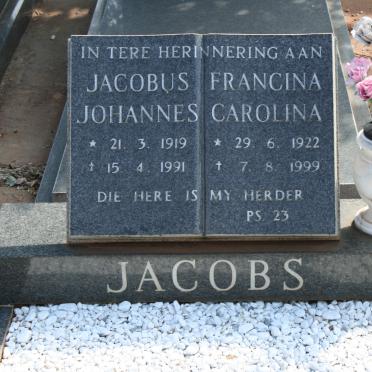 IN TERE HERINNERING AAN
JACOBUS FRANCINA
JOHANNES CAROLINA
* 21. 3. 1919 * 29. 6. 1922
† 15. 4. 1991 † 7. 8. 1999
DIE HERE IS MY HERDER
PS. 23
JACOBS